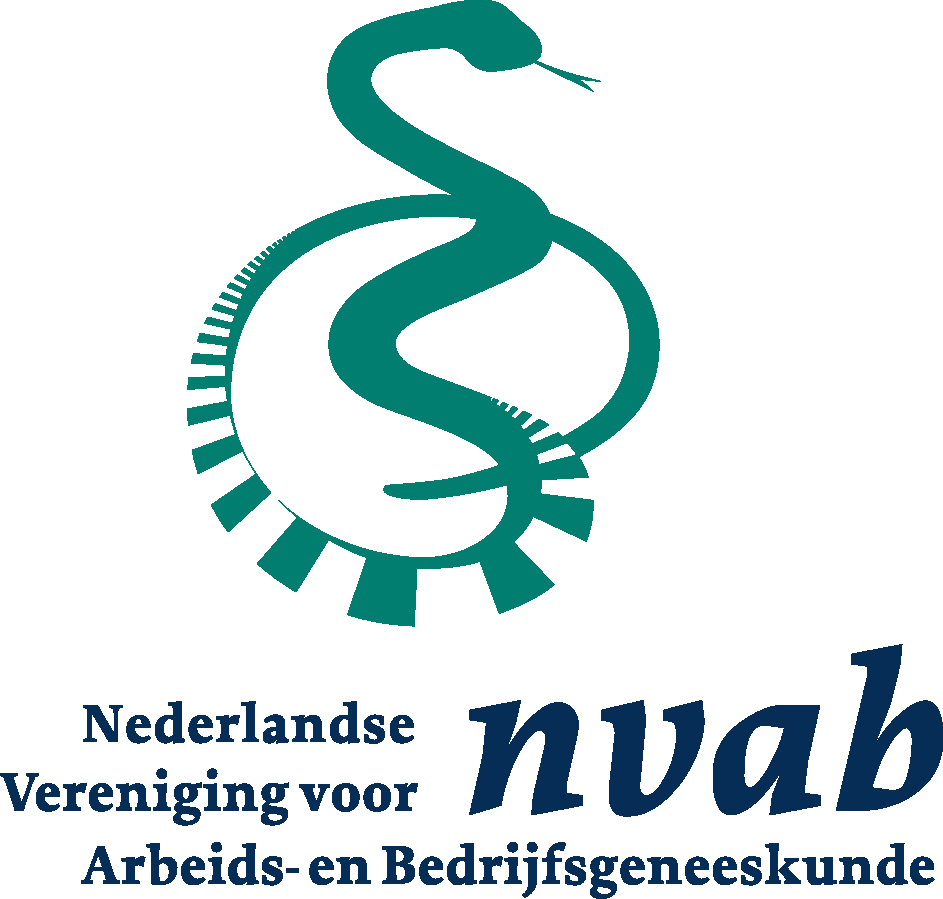 Nederlandse
Vereniging voor
nvab
Arbeids- en Bedrijfsgeneeskunde